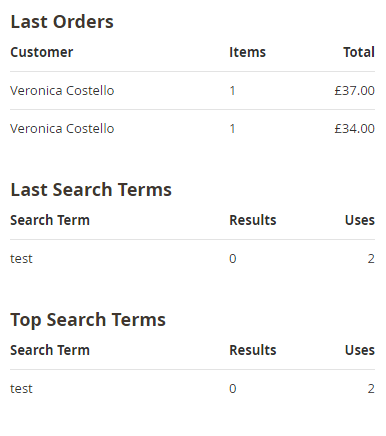 Last Orders
Customer Items Total
Veronica Costello 1 £37.00
Veronica Costello 1 £34.00
Last Search Terms
Search Term Results Uses
test 0 2
Top Search Terms
Search Term Results Uses
test 0 2